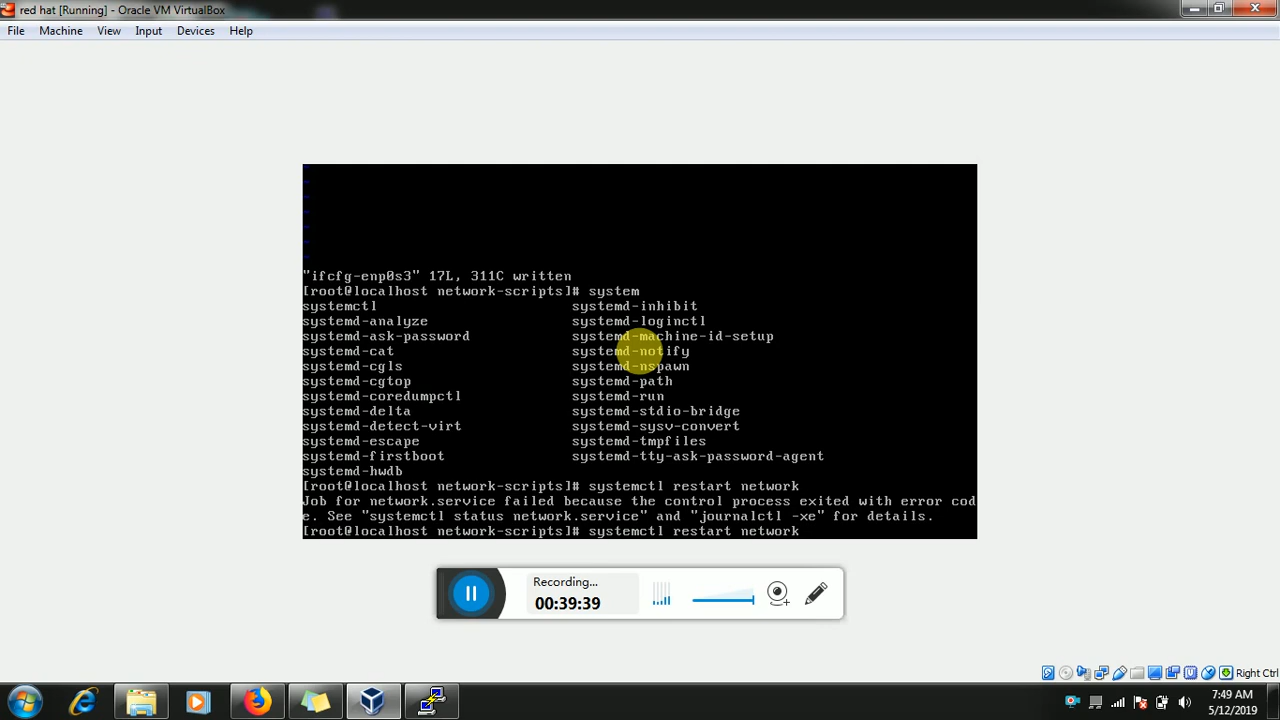 red hat [Running] - Oracle VM VirtualBox
File Machine View Input Devices Help
~
~
~
~
~
~
"ifcfg-enp0s3" 17L, 311C written
[root@localhost network-scripts]# system
systemctl systemd-inhibit
systemd-analyze systemd-loginctl
systemd-ask-password systemd-machine-id-setup
systemd-cat systemd-notify
systemd-cgls systemd-nspawn
systemd-cgtop systemd-path
systemd-coredumpctl systemd-run
systemd-delta systemd-stdio-bridge
systemd-detect-virt systemd-sysv-convert
systemd-escape systemd-tmpfiles
systemd-firstboot systemd-tty-ask-password-agent
systemd-hwdb
[root@localhost network-scripts]# systemctl restart network
Job for network.service failed because the control process exited with error cod
e. See "systemctl status network.service" and "journalctl -xe" for details.
[root@localhost network-scripts]# systemctl restart network
Recording...
00:39:39
Right Ctrl
7:49 AM
5/12/2019